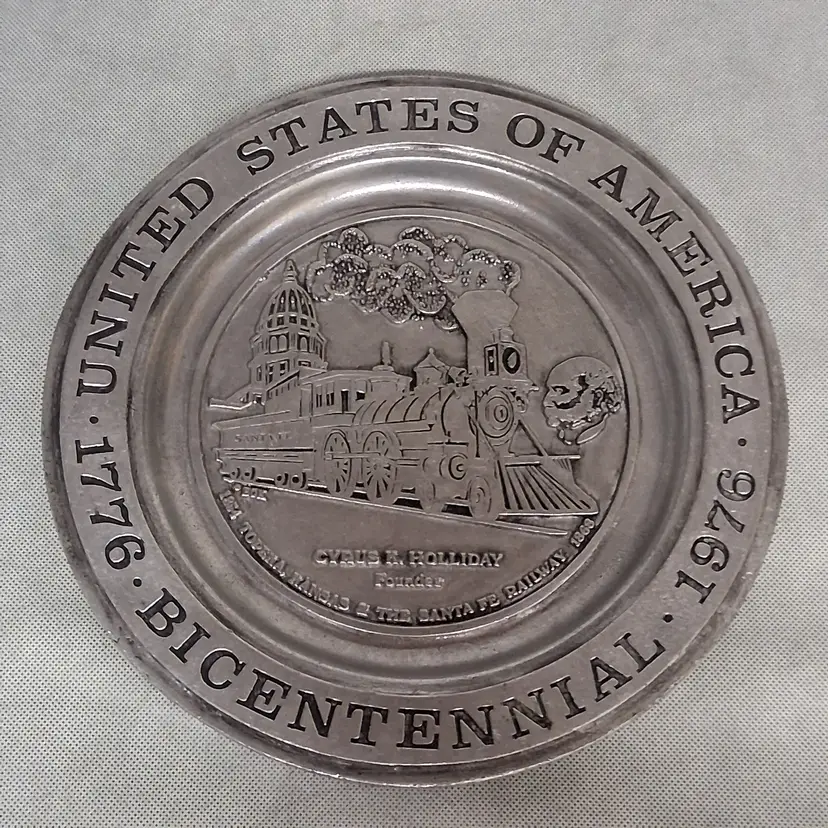 · UNITED STATES OF AMERICA ·
1776 · BICENTENNIAL · 1976
SANTA FE
CYRUS K. HOLLIDAY
Founder
TOPEKA, KANSAS & THE SANTA FE RAILWAY